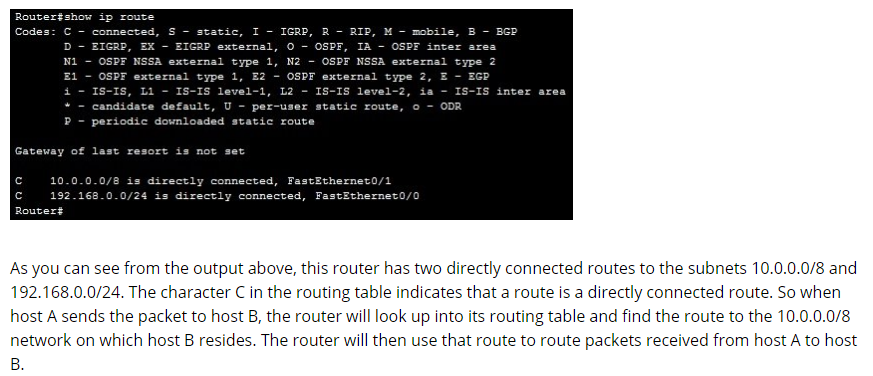 Router#show ip route
Codes: C - connected, S - static, I - IGRP, R - RIP, M - mobile, B - BGP
D - EIGRP, EX - EIGRP external, O - OSPF, IA - OSPF inter area
N1 - OSPF NSSA external type 1, N2 - OSPF NSSA external type 2
E1 - OSPF external type 1, E2 - OSPF external type 2, E - EGP
i - IS-IS, L1 - IS-IS level-1, L2 - IS-IS level-2, ia - IS-IS inter area
* - candidate default, U - per-user static route, o - ODR
P - periodic downloaded static route
Gateway of last resort is not set
C 10.0.0.0/8 is directly connected, FastEthernet0/1
C 192.168.0.0/24 is directly connected, FastEthernet0/0
Router#
As you can see from the output above, this router has two directly connected routes to the subnets 10.0.0.0/8 and
192.168.0.0/24. The character C in the routing table indicates that a route is a directly connected route. So when
host A sends the packet to host B, the router will look up into its routing table and find the route to the 10.0.0.0/8
network on which host B resides. The router will then use that route to route packets received from host A to host
B.